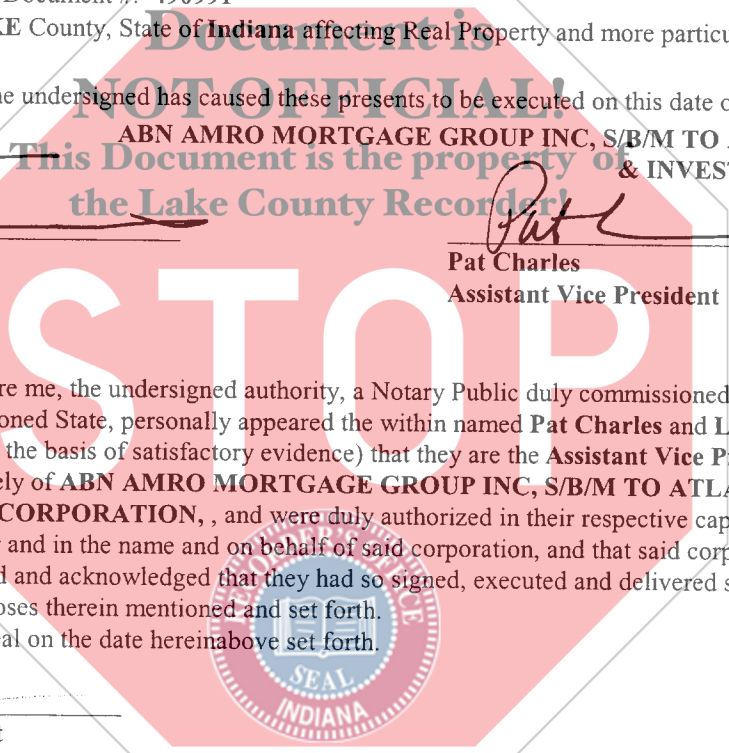 Document #: 490991
KE County, State of Indiana affecting Real Property and more particu
Document is
NOT OFFICIAL!
This Document is the property of
the Lake County Recorder!
he undersigned has caused these presents to be executed on this date o
ABN AMRO MORTGAGE GROUP INC, S/B/M TO A
& INVEST
Pat
Pat Charles
Assistant Vice President
STOP
re me, the undersigned authority, a Notary Public duly commissioned
ioned State, personally appeared the within named Pat Charles and L
the basis of satisfactory evidence) that they are the Assistant Vice P
ely of ABN AMRO MORTGAGE GROUP INC, S/B/M TO ATLA
CORPORATION, , and were duly authorized in their respective cap
and in the name and on behalf of said corporation, and that said corp
d and acknowledged that they had so signed, executed and delivered s
oses therein mentioned and set forth.
al on the date hereinabove set forth.
RECORDER'S OFFICE
SEAL
INDIANA
t